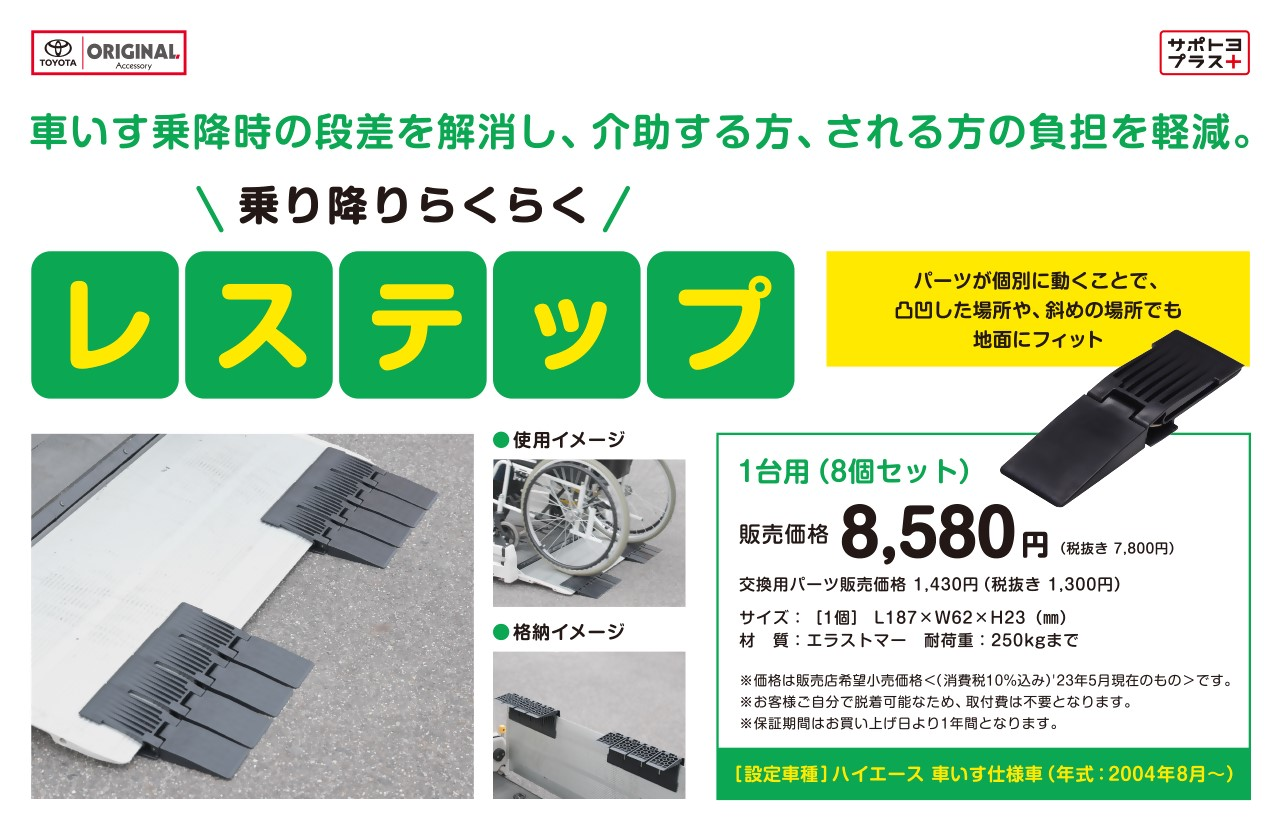 TOYOTA
ORIGINAL
Accessory
サポトヨ
プラス+
車いす乗降時の段差を解消し、介助する方、される方の負担を軽減。
乗り降りらくらく
レステップ
パーツが個別に動くことで、
凸凹した場所や、斜めの場所でも
地面にフィット
●使用イメージ
●格納イメージ
1台用（8個セット）
販売価格 8,580円（税抜き 7,800円）
交換用パーツ販売価格 1,430円（税抜き 1,300円）
サイズ：［1個］ L187×W62×H23（㎜）
材　質：エラストマー　耐荷重：250kgまで
※価格は販売店希望小売価格<（消費税10%込み）'23年5月現在のもの>です。
※お客様ご自分で脱着可能なため、取付費は不要となります。
※保証期間はお買い上げ日より1年間となります。
［設定車種］ハイエース 車いす仕様車（年式：2004年8月〜）